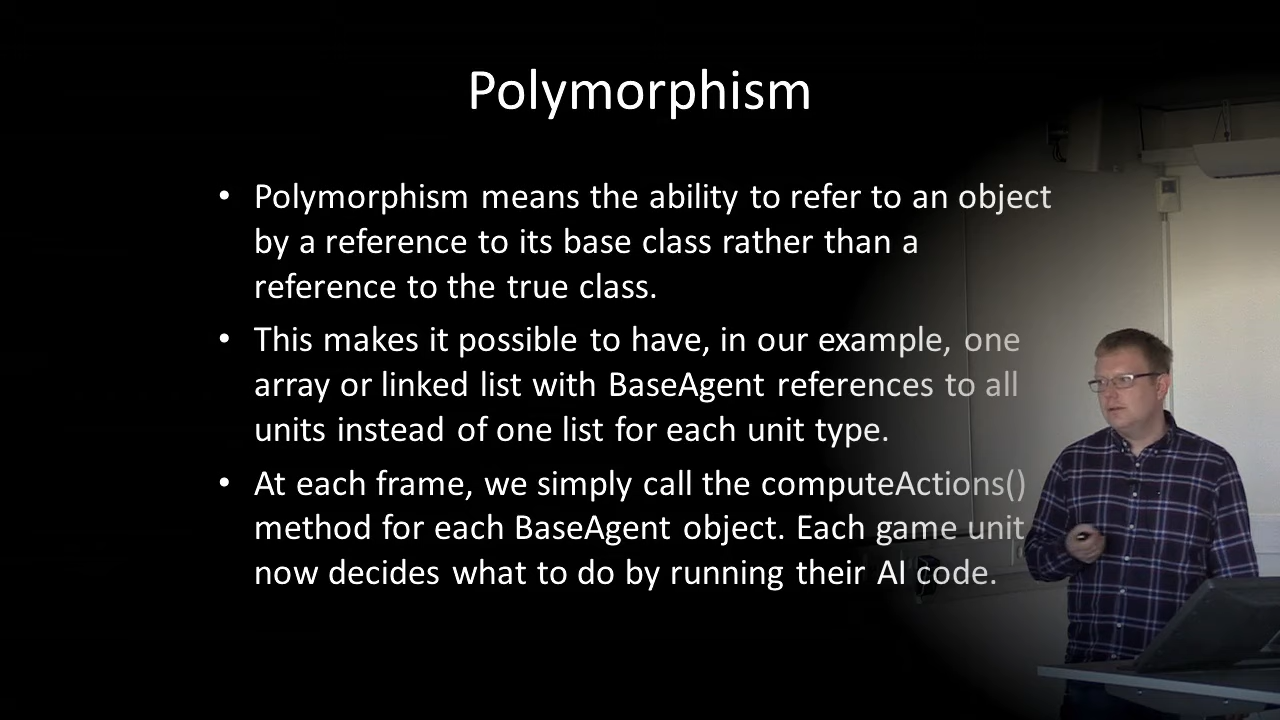 Polymorphism
• Polymorphism means the ability to refer to an object
by a reference to its base class rather than a
reference to the true class.
• This makes it possible to have, in our example, one
array or linked list with BaseAgent references to all
units instead of one list for each unit type.
• At each frame, we simply call the computeActions()
method for each BaseAgent object. Each game unit
now decides what to do by running their AI code.